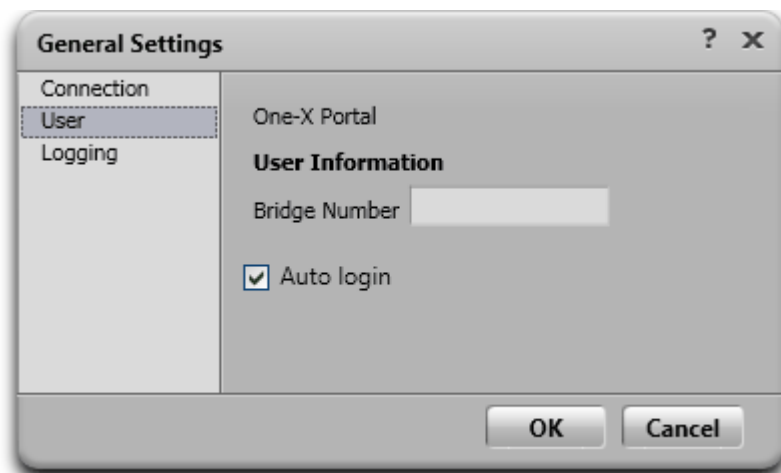 General Settings
?
x
Connection
User
Logging
One-X Portal
User Information
Bridge Number
Auto login
OK
Cancel